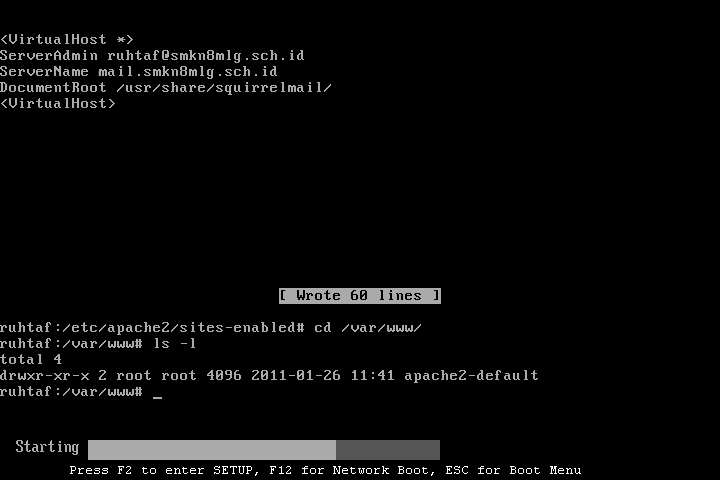 <VirtualHost *>
ServerAdmin ruhtaf@smkn8mlg.sch.id
ServerName mail.smkn8mlg.sch.id
DocumentRoot /usr/share/squirrelmail/
<VirtualHost>
[ Wrote 60 lines ]
ruhtaf:/etc/apache2/sites-enabled# cd /var/www/
ruhtaf:/var/www# ls -l
total 4
drwxr-xr-x 2 root root 4096 2011-01-26 11:41 apache2-default
ruhtaf:/var/www# _
Starting
Press F2 to enter SETUP, F12 for Network Boot, ESC for Boot Menu